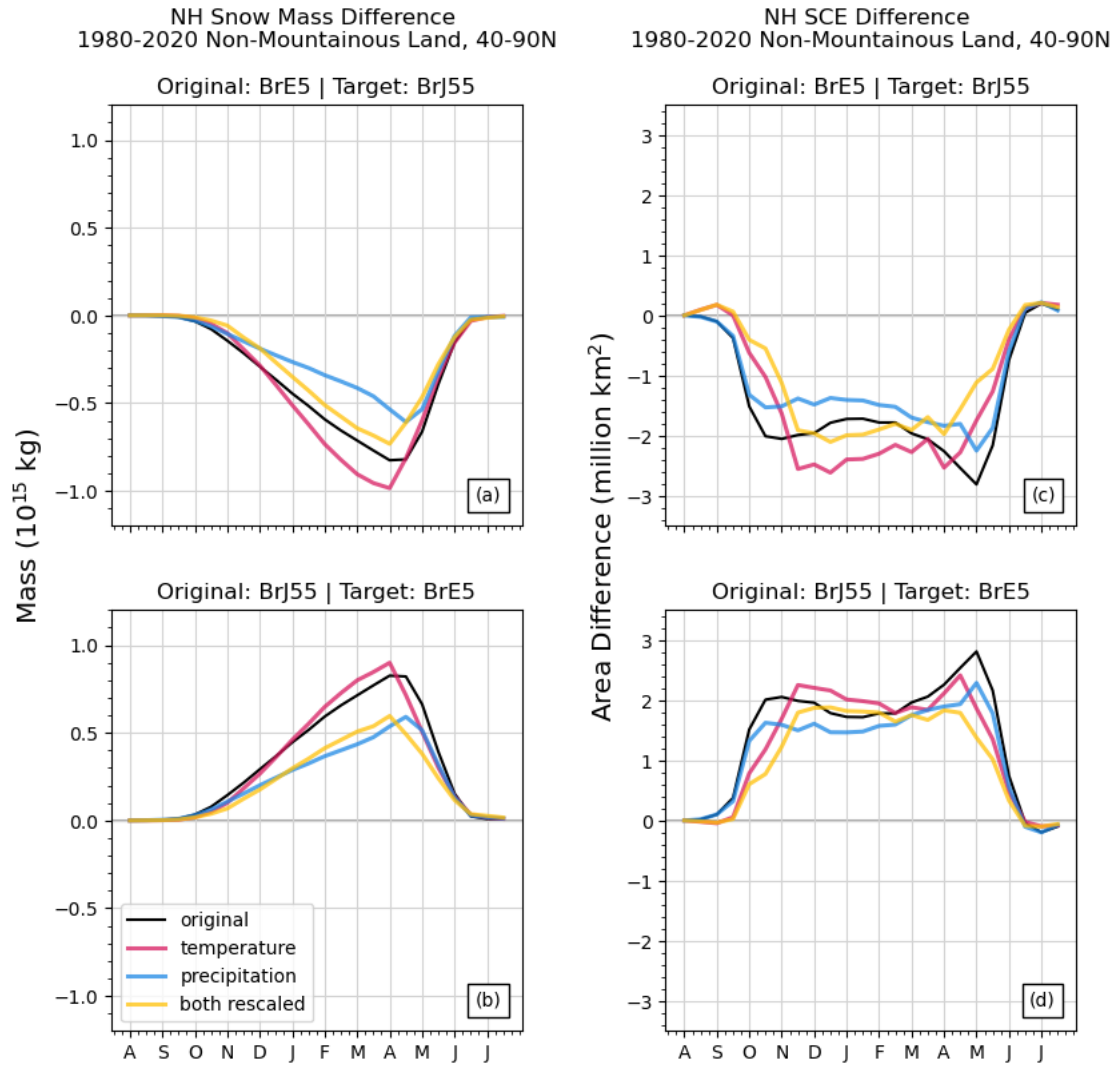 NH Snow Mass Difference
1980-2020 Non-Mountainous Land, 40-90N
NH SCE Difference
1980-2020 Non-Mountainous Land, 40-90N
Original: BrE5 | Target: BrJ55
1.0
0.5
0.0
−0.5
−1.0
(a)
Original: BrE5 | Target: BrJ55
3
2
1
0
−1
−2
−3
(c)
Mass (10¹⁵ kg)
Area Difference (million km²)
Original: BrJ55 | Target: BrE5
1.0
0.5
0.0
−0.5
−1.0
original
temperature
precipitation
both rescaled
(b)
A S O N D J F M A M J J
Original: BrJ55 | Target: BrE5
3
2
1
0
−1
−2
−3
(d)
A S O N D J F M A M J J